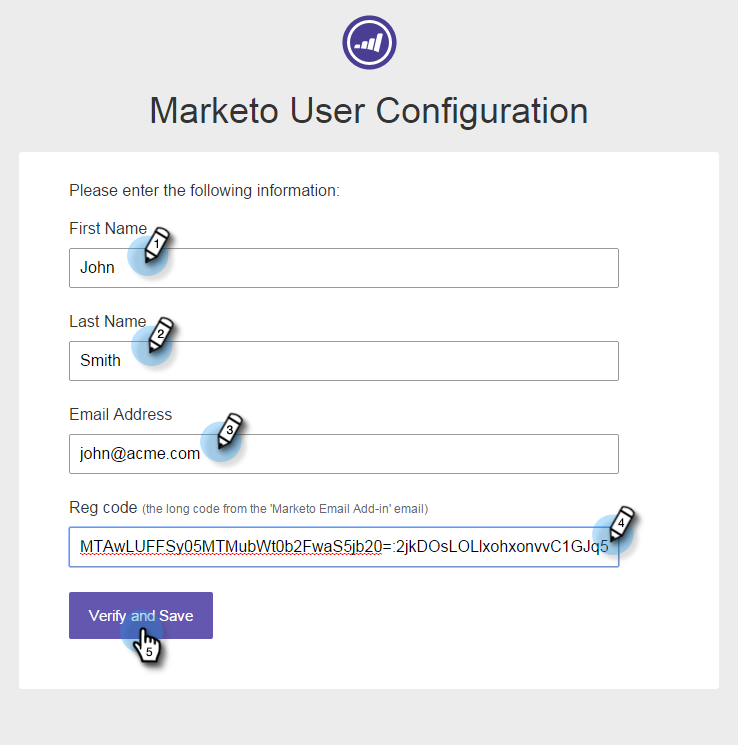 Marketo User Configuration
Please enter the following information:
First Name
1
John
Last Name
2
Smith
Email Address
3
john@acme.com
Reg code (the long code from the 'Marketo Email Add-in' email)
4
MTAwLUFFSy05MTMubWt0b2FwaS5jb20=:2jkDOsLOLlxohxonvvC1GJq5
Verify and Save
5